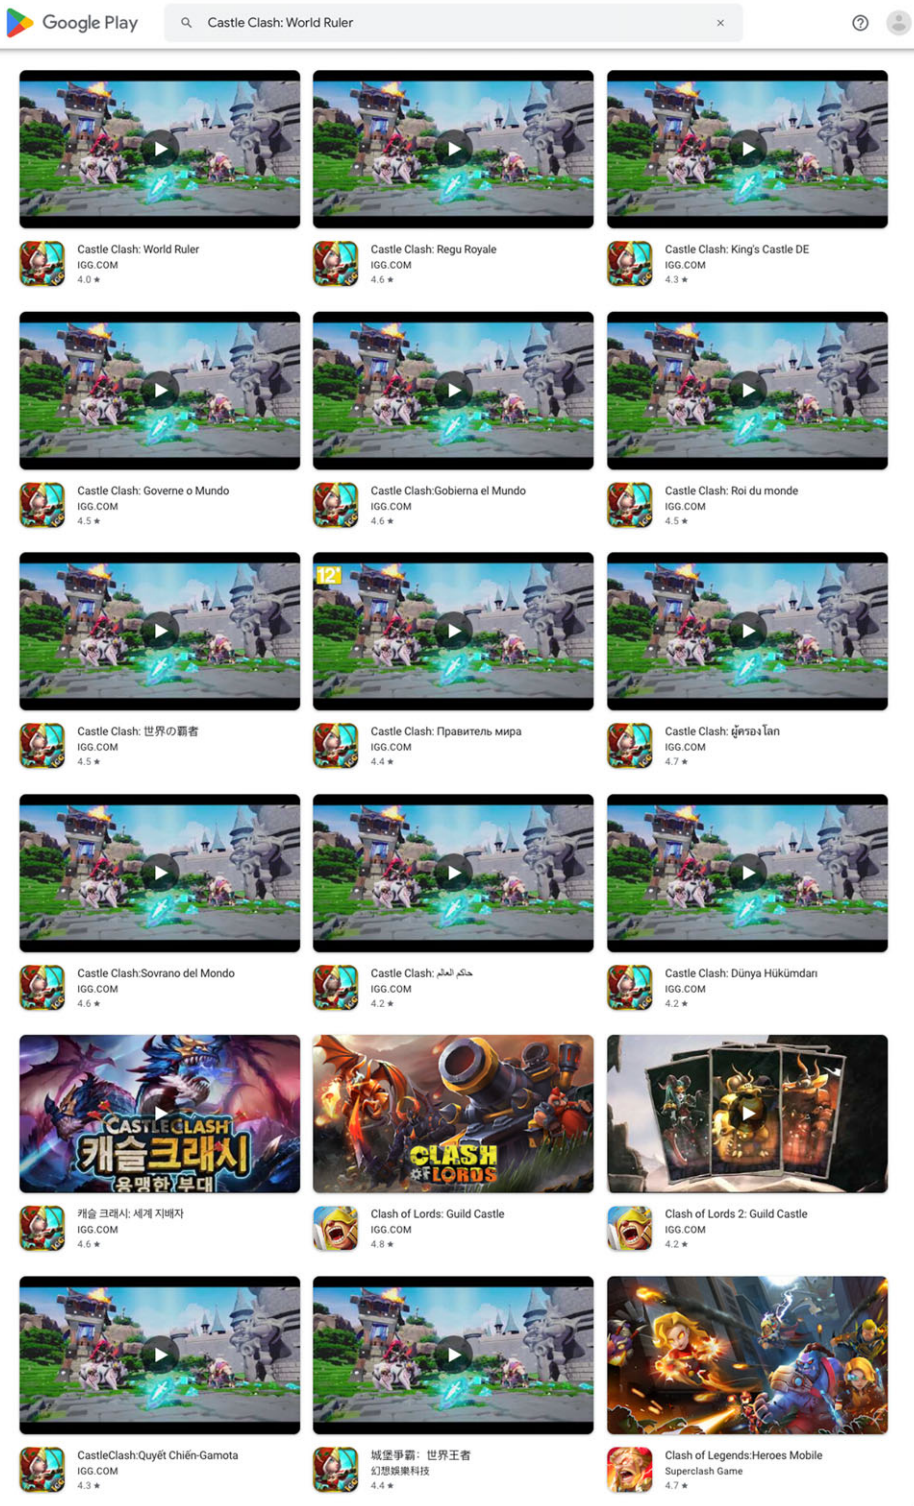 Google Play
Castle Clash: World Ruler
Castle Clash: World Ruler
IGG.COM
4.0 ★
Castle Clash: Regu Royale
IGG.COM
4.6 ★
Castle Clash: King's Castle DE
IGG.COM
4.3 ★
Castle Clash: Governe o Mundo
IGG.COM
4.5 ★
Castle Clash:Gobierna el Mundo
IGG.COM
4.6 ★
Castle Clash: Roi du monde
IGG.COM
4.5 ★
12+
Castle Clash: 世界の覇者
IGG.COM
4.5 ★
Castle Clash: Правитель мира
IGG.COM
4.4 ★
Castle Clash: ผู้ครองโลก
IGG.COM
4.7 ★
Castle Clash:Sovrano del Mondo
IGG.COM
4.6 ★
Castle Clash: حاكم العالم
IGG.COM
4.2 ★
Castle Clash: Dünya Hükümdarı
IGG.COM
4.2 ★
CASTLE CLASH
캐슬크래시
용맹한 부대
CLASH
OF LORDS
캐슬 크래시: 세계 지배자
IGG.COM
4.6 ★
Clash of Lords: Guild Castle
IGG.COM
4.8 ★
Clash of Lords 2: Guild Castle
IGG.COM
4.2 ★
CastleClash:Quyết Chiến-Gamota
IGG.COM
4.3 ★
城堡爭霸：世界王者
幻想娛樂科技
4.4 ★
Clash of Legends:Heroes Mobile
Superclash Game
4.7 ★